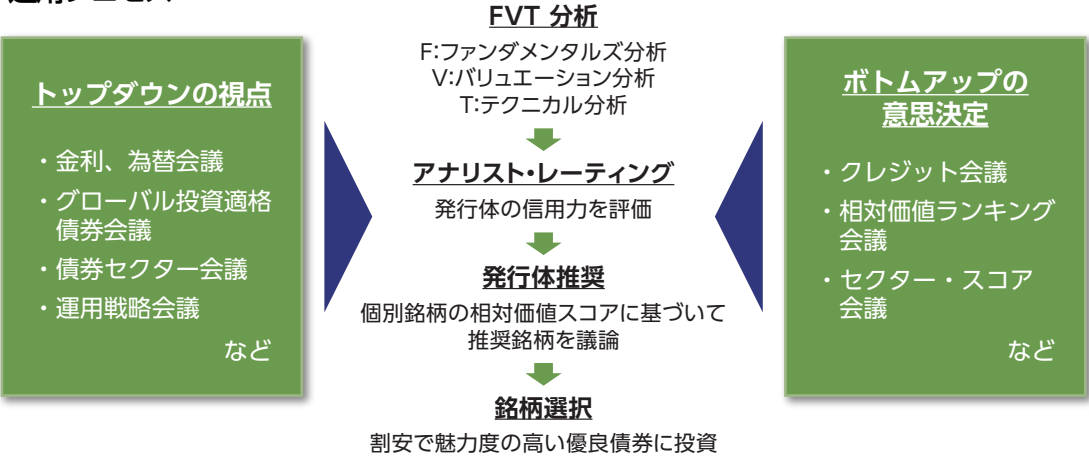 トップダウンの視点
・金利、為替会議
・グローバル投資適格
債券会議
・債券セクター会議
・運用戦略会議
など
FVT 分析
F:ファンダメンタルズ分析
V:バリュエーション分析
T:テクニカル分析
アナリスト・レーティング
発行体の信用力を評価
発行体推奨
個別銘柄の相対価値スコアに基づいて
推奨銘柄を議論
銘柄選択
割安で魅力度の高い優良債券に投資
ボトムアップの
意思決定
・クレジット会議
・相対価値ランキング
会議
・セクター・スコア
会議
など